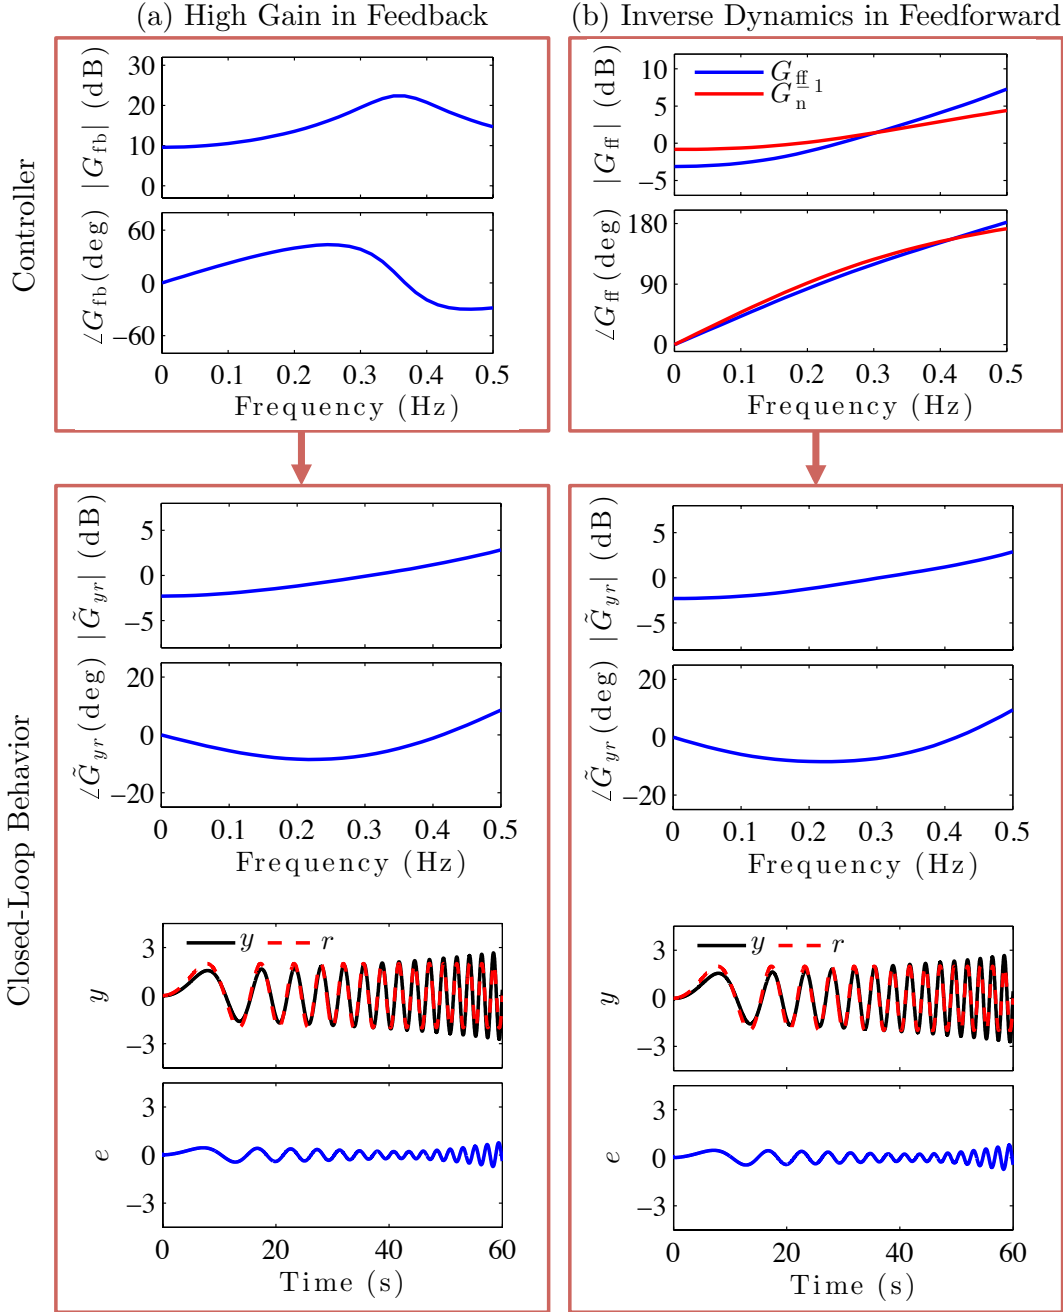 (a) High Gain in Feedback
(b) Inverse Dynamics in Feedforward
Controller
|G_fb| (dB)
30
20
10
0
∠G_fb (deg)
60
0
−60
0 0.1 0.2 0.3 0.4 0.5
Frequency (Hz)
|G_ff| (dB)
10
5
0
−5
G_ff
G_n^−1
∠G_ff (deg)
180
90
0
0 0.1 0.2 0.3 0.4 0.5
Frequency (Hz)
Closed-Loop Behavior
|G̃_yr| (dB)
5
0
−5
∠G̃_yr (deg)
20
0
−20
0 0.1 0.2 0.3 0.4 0.5
Frequency (Hz)
y
3
0
−3
y r
e
3
0
−3
0 20 40 60
Time (s)
|G̃_yr| (dB)
5
0
−5
∠G̃_yr (deg)
20
0
−20
0 0.1 0.2 0.3 0.4 0.5
Frequency (Hz)
y
3
0
−3
y r
e
3
0
−3
0 20 40 60
Time (s)